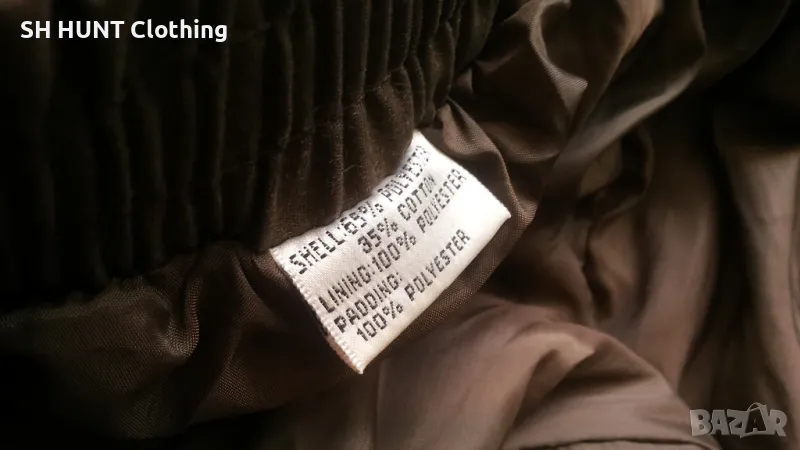 SH HUNT Clothing
SHELL:65% POLYESTER
35% COTTON
LINING:100% POLYESTER
PADDING:
100% POLYESTER
BAZAR